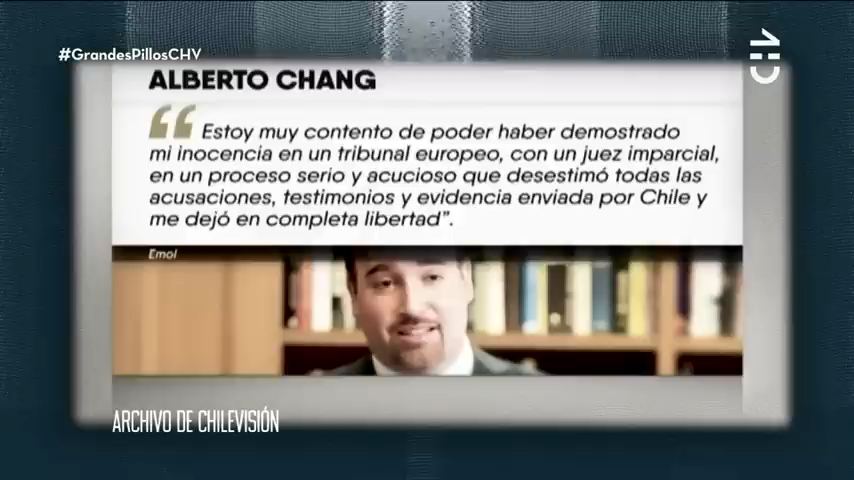 #GrandesPillosCHV
CHV
ALBERTO CHANG
“Estoy muy contento de poder haber demostrado
mi inocencia en un tribunal europeo, con un juez imparcial,
en un proceso serio y acucioso que desestimó todas las
acusaciones, testimonios y evidencia enviada por Chile y
me dejó en completa libertad”.
Emol
ARCHIVO DE CHILEVISIÓN